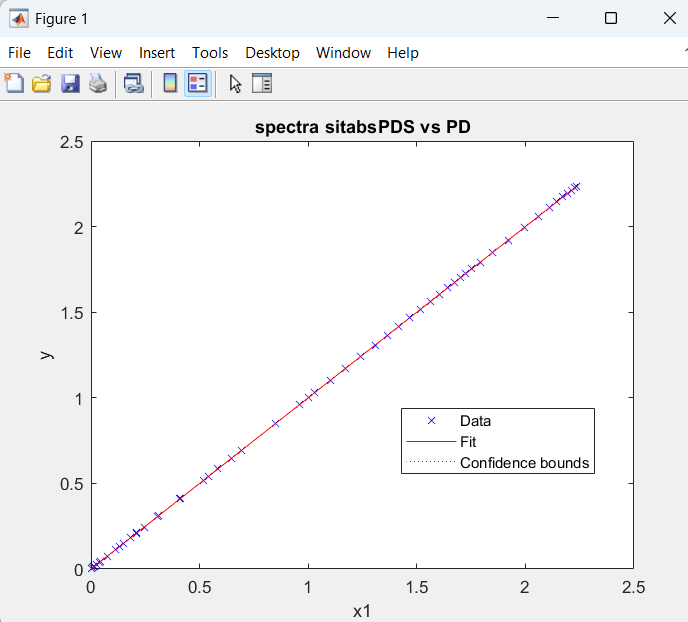 Figure 1
File Edit View Insert Tools Desktop Window Help
spectra sitabsPDS vs PD
2.5
2
1.5
1
0.5
0
y
Data
Fit
Confidence bounds
0 0.5 1 1.5 2 2.5
x1